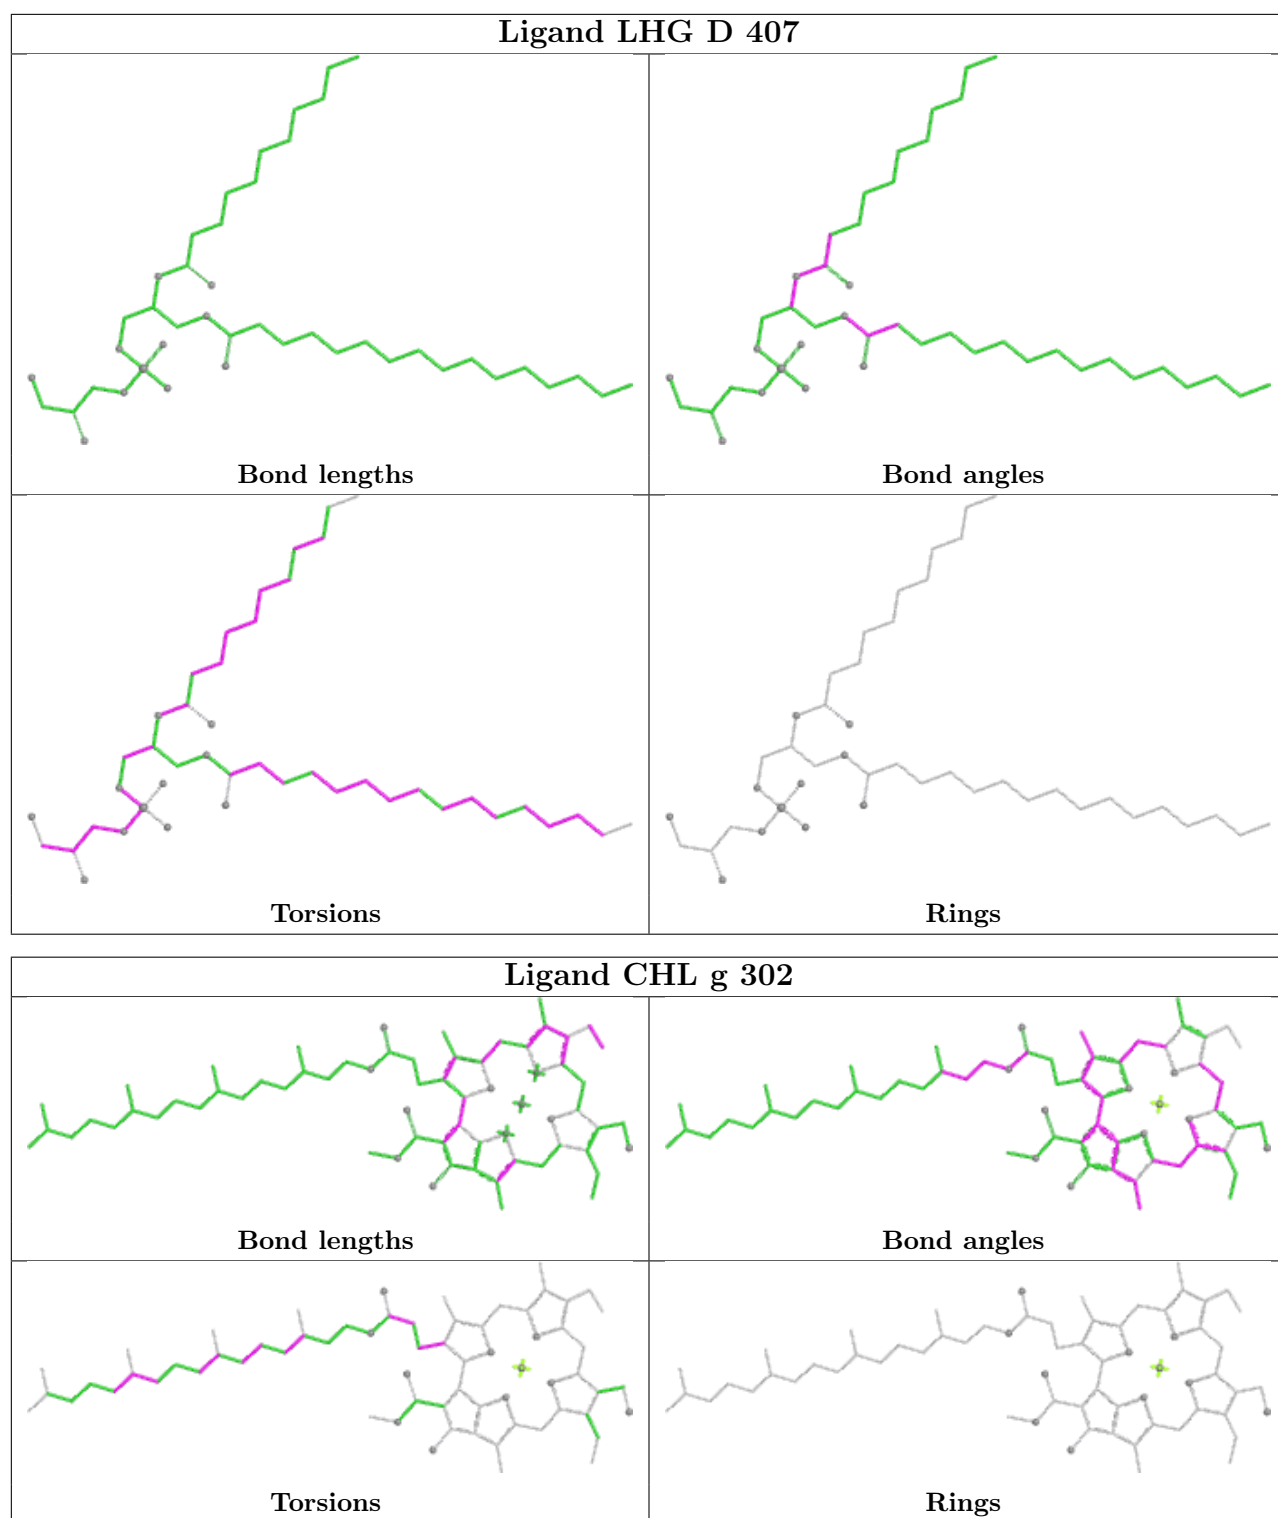 Ligand LHG D 407
Bond lengths
Bond angles
Torsions
Rings
Ligand CHL g 302
Bond lengths
Bond angles
Torsions
Rings